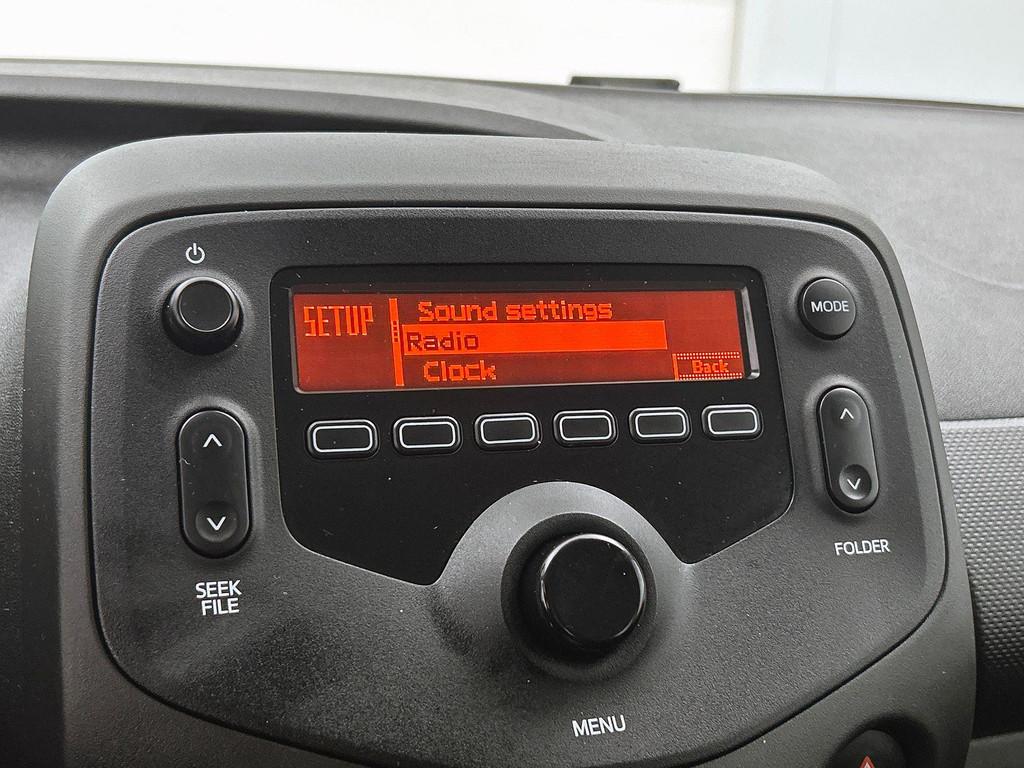 SETUP
Sound settings
Radio
Clock
Back
MODE
SEEK
FILE
FOLDER
MENU